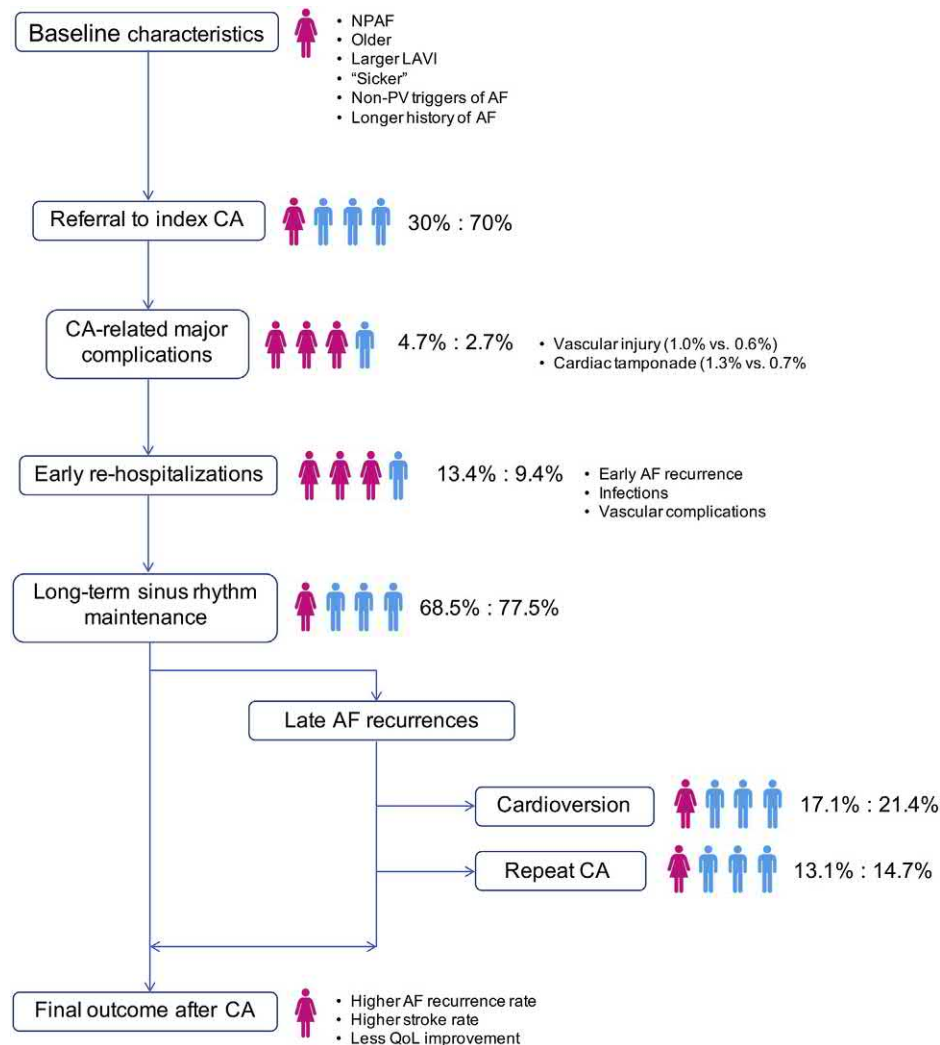 Baseline characteristics
• NPAF
• Older
• Larger LAVI
• “Sicker”
• Non-PV triggers of AF
• Longer history of AF
Referral to index CA
30% : 70%
CA-related major
complications
4.7% : 2.7%
• Vascular injury (1.0% vs. 0.6%)
• Cardiac tamponade (1.3% vs. 0.7%
Early re-hospitalizations
13.4% : 9.4%
• Early AF recurrence
• Infections
• Vascular complications
Long-term sinus rhythm
maintenance
68.5% : 77.5%
Late AF recurrences
Cardioversion
17.1% : 21.4%
Repeat CA
13.1% : 14.7%
Final outcome after CA
• Higher AF recurrence rate
• Higher stroke rate
• Less QoL improvement